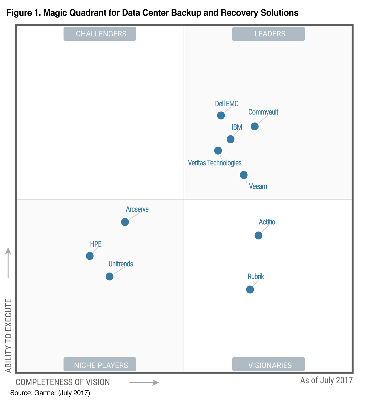 Figure 1. Magic Quadrant for Data Center Backup and Recovery Solutions
CHALLENGERS
LEADERS
Dell EMC
Commvault
IBM
Veritas Technologies
Veeam
Arcserve
Actifio
HPE
Unitrends
Rubrik
ABILITY TO EXECUTE
NICHE PLAYERS
VISIONARIES
COMPLETENESS OF VISION
As of July 2017
Source: Gartner (July 2017)